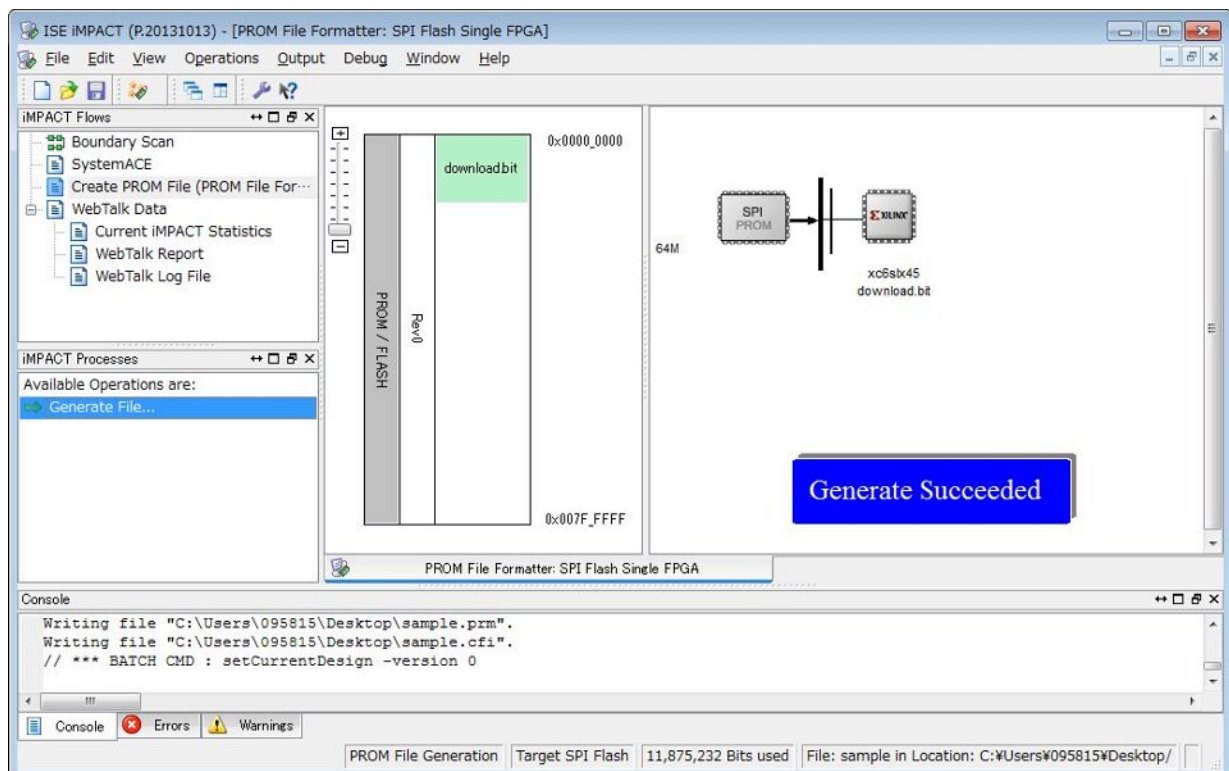 ISE iMPACT (P.20131013) - [PROM File Formatter: SPI Flash Single FPGA]
File Edit View Operations Output Debug Window Help
iMPACT Flows
Boundary Scan
SystemACE
Create PROM File (PROM File For...
WebTalk Data
Current iMPACT Statistics
WebTalk Report
WebTalk Log File
iMPACT Processes
Available Operations are:
Generate File...
download.bit
0x0000_0000
PROM / FLASH
Rev0
0x007F_FFFF
64M
SPI
PROM
XILINX
xc6slx45
download.bit
Generate Succeeded
PROM File Formatter: SPI Flash Single FPGA
Console
Writing file "C:\Users\095815\Desktop\sample.prm".
Writing file "C:\Users\095815\Desktop\sample.cfi".
// *** BATCH CMD : setCurrentDesign -version 0
Console Errors Warnings
PROM File Generation Target SPI Flash 11,875,232 Bits used File: sample in Location: C:¥Users¥095815¥Desktop/